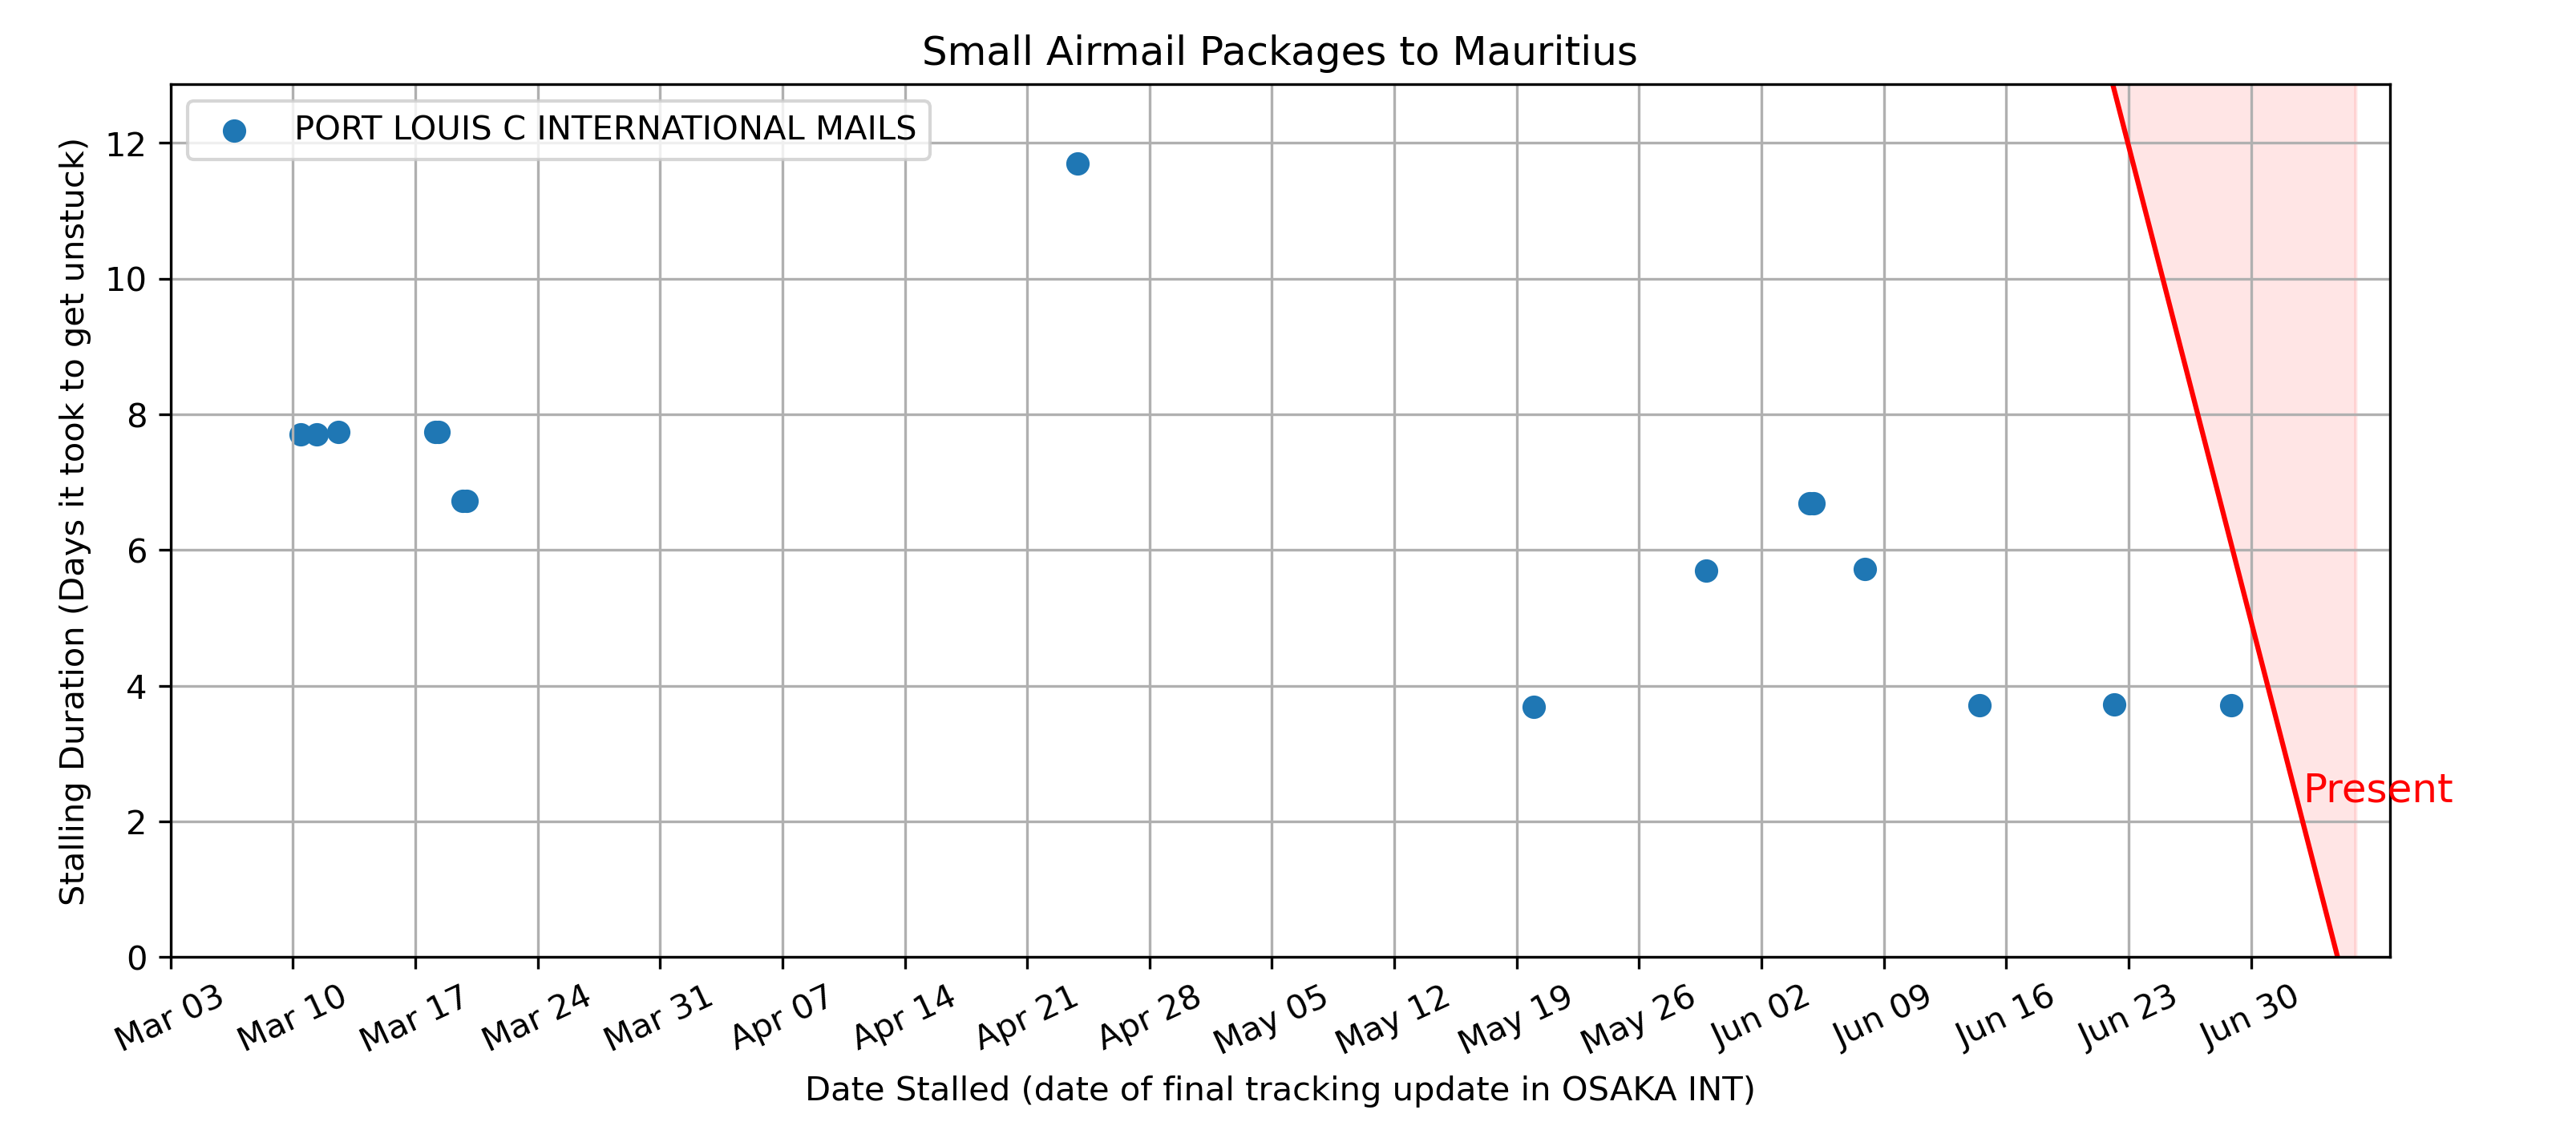 Small Airmail Packages to Mauritius
PORT LOUIS C INTERNATIONAL MAILS
Stalling Duration (Days it took to get unstuck)
12
10
8
6
4
2
0
Present
Mar 03
Mar 10
Mar 17
Mar 24
Mar 31
Apr 07
Apr 14
Apr 21
Apr 28
May 05
May 12
May 19
May 26
Jun 02
Jun 09
Jun 16
Jun 23
Jun 30
Date Stalled (date of final tracking update in OSAKA INT)